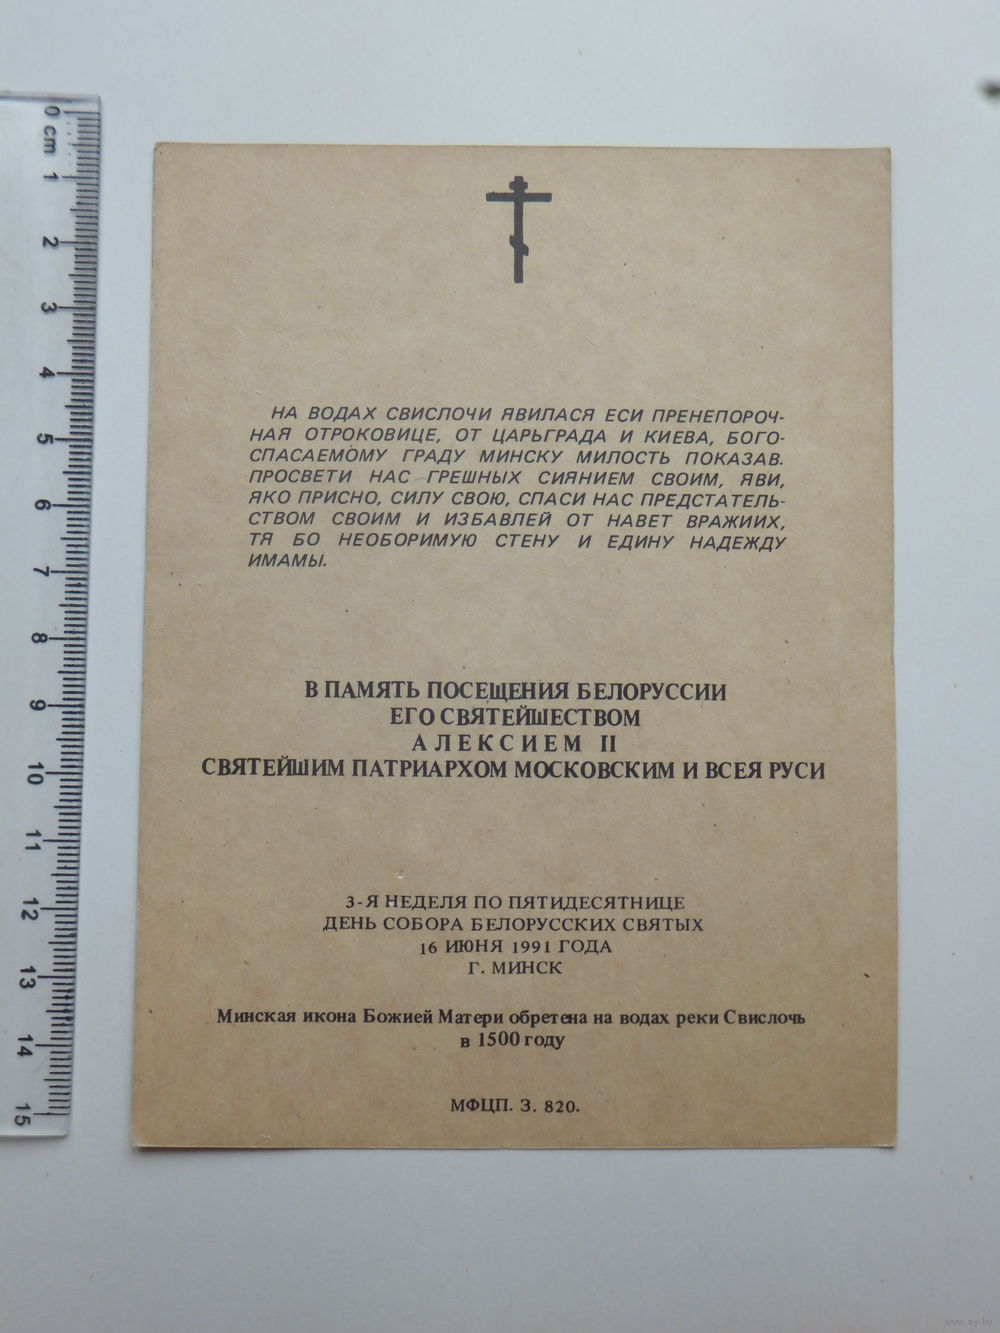 0 cm 1 2 3 4 5 6 7 8 9 10 11 12 13 14 15
НА ВОДАХ СВИСЛОЧИ ЯВИЛАСЯ ЕСИ ПРЕНЕПОРОЧ-
НАЯ ОТРОКОВИЦЕ, ОТ ЦАРЬГРАДА И КИЕВА, БОГО-
СПАСАЕМОМУ ГРАДУ МИНСКУ МИЛОСТЬ ПОКАЗАВ.
ПРОСВЕТИ НАС ГРЕШНЫХ СИЯНИЕМ СВОИМ, ЯВИ,
ЯКО ПРИСНО, СИЛУ СВОЮ, СПАСИ НАС ПРЕДСТАТЕЛЬ-
СТВОМ СВОИМ И ИЗБАВЛЕЙ ОТ НАВЕТ ВРАЖИИХ,
ТЯ БО НЕОБОРИМУЮ СТЕНУ И ЕДИНУ НАДЕЖДУ
ИМАМЫ.
В ПАМЯТЬ ПОСЕЩЕНИЯ БЕЛОРУССИИ
ЕГО СВЯТЕЙШЕСТВОМ
АЛЕКСИЕМ II
СВЯТЕЙШИМ ПАТРИАРХОМ МОСКОВСКИМ И ВСЕЯ РУСИ
3-Я НЕДЕЛЯ ПО ПЯТИДЕСЯТНИЦЕ
ДЕНЬ СОБОРА БЕЛОРУССКИХ СВЯТЫХ
16 ИЮНЯ 1991 ГОДА
Г. МИНСК
Минская икона Божией Матери обретена на водах реки Свислочь
в 1500 году
МФЦП. З. 820.
www.ay.by